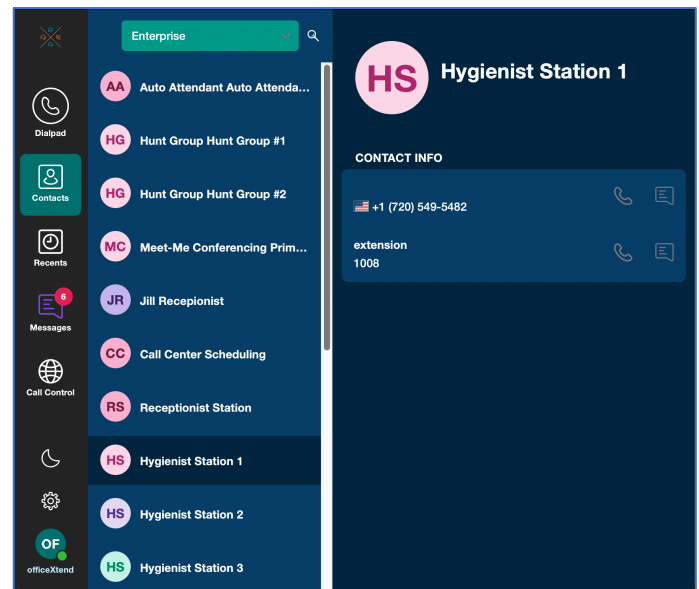 Dialpad
Contacts
Recents
6
Messages
Call Control
OF
officeXtend
Enterprise
AA Auto Attendant Auto Attenda...
HG Hunt Group Hunt Group #1
HG Hunt Group Hunt Group #2
MC Meet-Me Conferencing Prim...
JR Jill Recepionist
CC Call Center Scheduling
RS Receptionist Station
HS Hygienist Station 1
HS Hygienist Station 2
HS Hygienist Station 3
HS Hygienist Station 1
CONTACT INFO
+1 (720) 549-5482
extension
1008